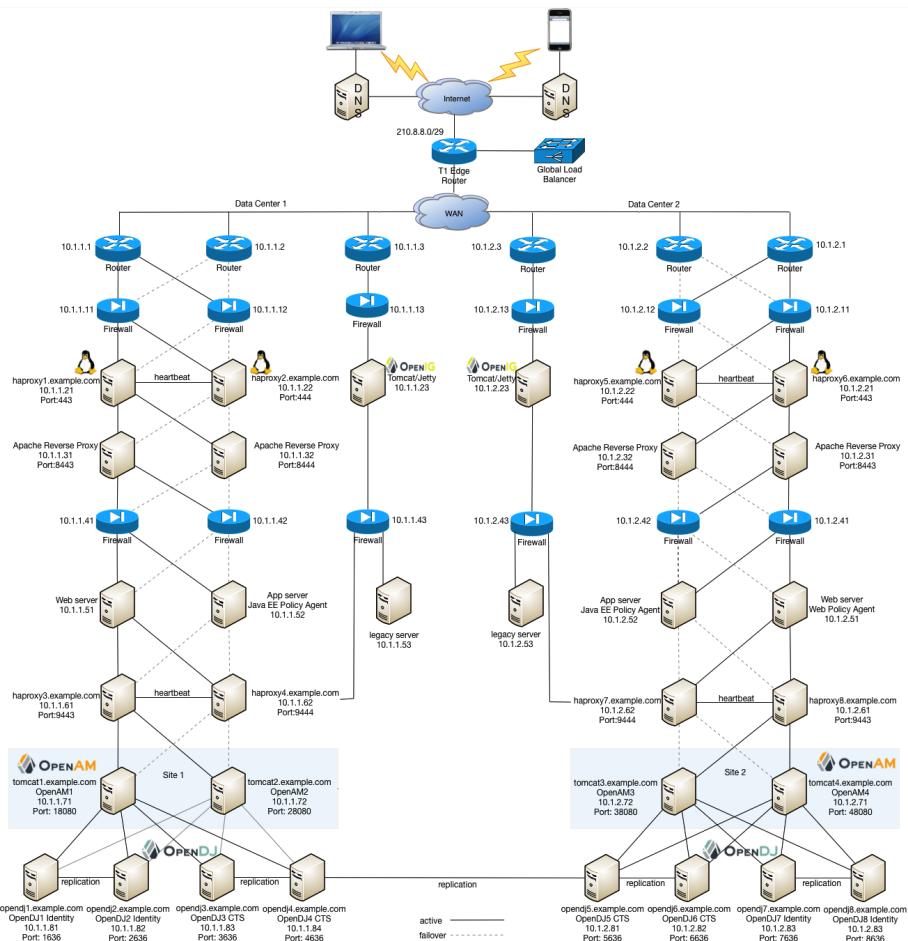 D
N
S
D
N
S
Internet
210.8.8.0/29
T1 Edge
Router
Global Load
Balancer
Data Center 1
WAN
Data Center 2
10.1.1.1
Router
10.1.1.2
Router
10.1.1.3
Router
10.1.2.3
Router
10.1.2.2
Router
10.1.2.1
Router
10.1.1.11
Firewall
10.1.1.12
Firewall
10.1.1.13
10.1.2.13
Firewall
10.1.2.12
Firewall
10.1.2.11
Firewall
haproxy1.example.com
10.1.1.21
Port:443
heartbeat
haproxy2.example.com
10.1.1.22
Port:444
OPENIG
Tomcat/Jetty
10.1.1.23
OPENIG
Tomcat/Jetty
10.1.2.23
haproxy5.example.com
10.1.2.22
Port:444
heartbeat
haproxy6.example.com
10.1.2.21
Port:443
Apache Reverse Proxy
10.1.1.31
Port:8443
Apache Reverse Proxy
10.1.1.32
Port:8444
Apache Reverse Proxy
10.1.2.32
Port:8444
Apache Reverse Proxy
10.1.2.31
Port:8443
10.1.1.41
Firewall
10.1.1.42
Firewall
10.1.1.43
Firewall
10.1.2.43
Firewall
10.1.2.42
Firewall
10.1.2.41
Firewall
Web server
10.1.1.51
App server
Java EE Policy Agent
10.1.1.52
legacy server
10.1.1.53
legacy server
10.1.2.53
App server
Java EE Policy Agent
10.1.2.52
Web server
Web Policy Agent
10.1.2.51
haproxy3.example.com
10.1.1.61
Port:9443
heartbeat
haproxy4.example.com
10.1.1.62
Port:9444
haproxy7.example.com
10.1.2.62
Port:9444
heartbeat
haproxy8.example.com
10.1.2.61
Port:9443
OPENAM
Site 1
tomcat1.example.com
OpenAM1
10.1.1.71
Port: 18080
tomcat2.example.com
OpenAM2
10.1.1.72
Port: 28080
Site 2
OPENAM
tomcat3.example.com
OpenAM3
10.1.2.72
Port: 38080
tomcat4.example.com
OpenAM4
10.1.2.71
Port: 48080
OPENDJ
OPENDJ
replication
replication
replication
replication
replication
opendj1.example.com
OpenDJ1 Identity
10.1.1.81
Port: 1636
opendj2.example.com
OpenDJ2 Identity
10.1.1.82
Port: 2636
opendj3.example.com
OpenDJ3 CTS
10.1.1.83
Port: 3636
opendj4.example.com
OpenDJ4 CTS
10.1.1.84
Port: 4636
opendj5.example.com
OpenDJ5 CTS
10.1.2.81
Port: 5636
opendj6.example.com
OpenDJ6 CTS
10.1.2.82
Port: 6636
opendj7.example.com
OpenDJ7 Identity
10.1.2.83
Port: 7636
opendj8.example.com
OpenDJ8 Identity
10.1.2.83
Port: 8636
active
failover